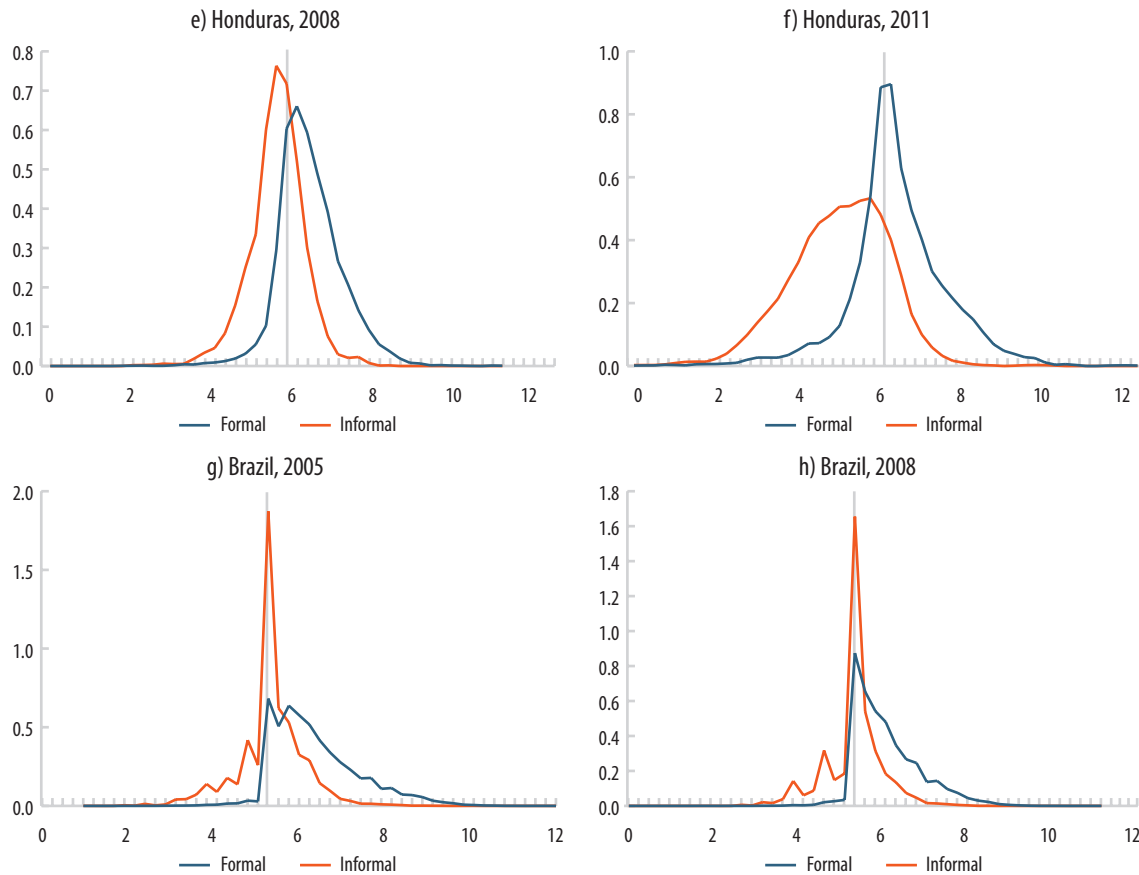 e) Honduras, 2008
0.8
0.7
0.6
0.5
0.4
0.3
0.2
0.1
0.0
0 2 4 6 8 10 12
Formal Informal
f) Honduras, 2011
1.0
0.8
0.6
0.4
0.2
0.0
0 2 4 6 8 10 12
Formal Informal
g) Brazil, 2005
2.0
1.5
1.0
0.5
0.0
0 2 4 6 8 10 12
Formal Informal
h) Brazil, 2008
1.8
1.6
1.4
1.2
1.0
0.8
0.6
0.4
0.2
0.0
0 2 4 6 8 10 12
Formal Informal